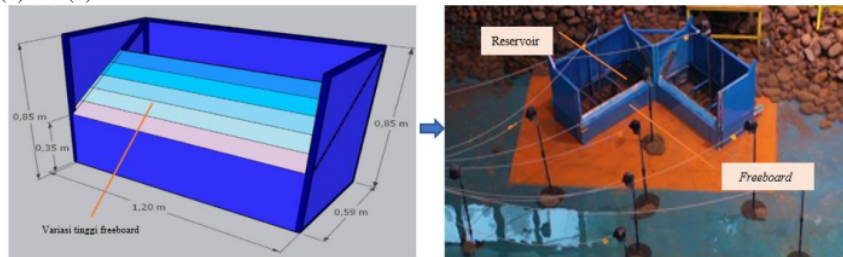 0,85 m
0,35 m
1,20 m
0,59 m
0,85 m
Variasi tinggi freeboard
Reservoir
Freeboard